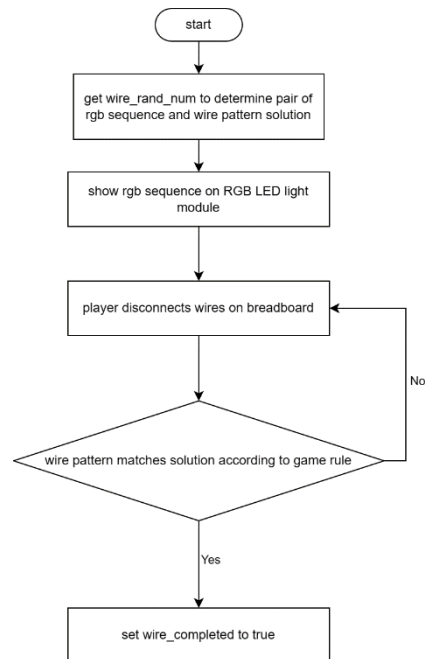 start
get wire_rand_num to determine pair of
rgb sequence and wire pattern solution
show rgb sequence on RGB LED light
module
player disconnects wires on breadboard
No
wire pattern matches solution according to game rule
Yes
set wire_completed to true